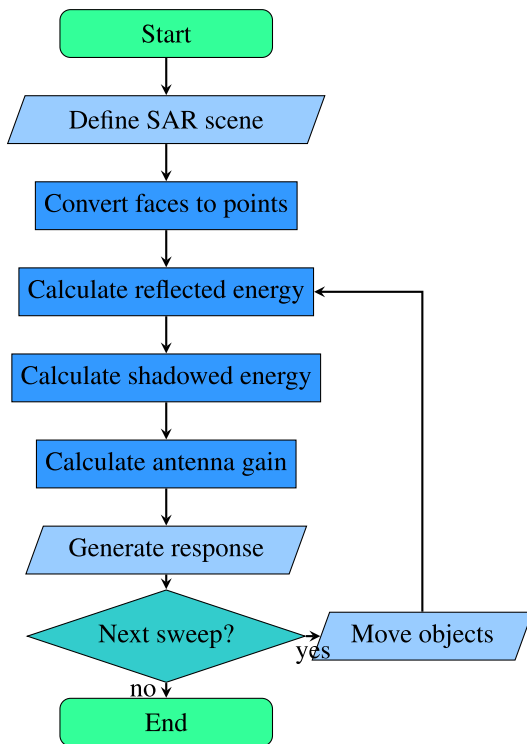 Start
Define SAR scene
Convert faces to points
Calculate reflected energy
Calculate shadowed energy
Calculate antenna gain
Generate response
Next sweep?
yes
Move objects
no
End